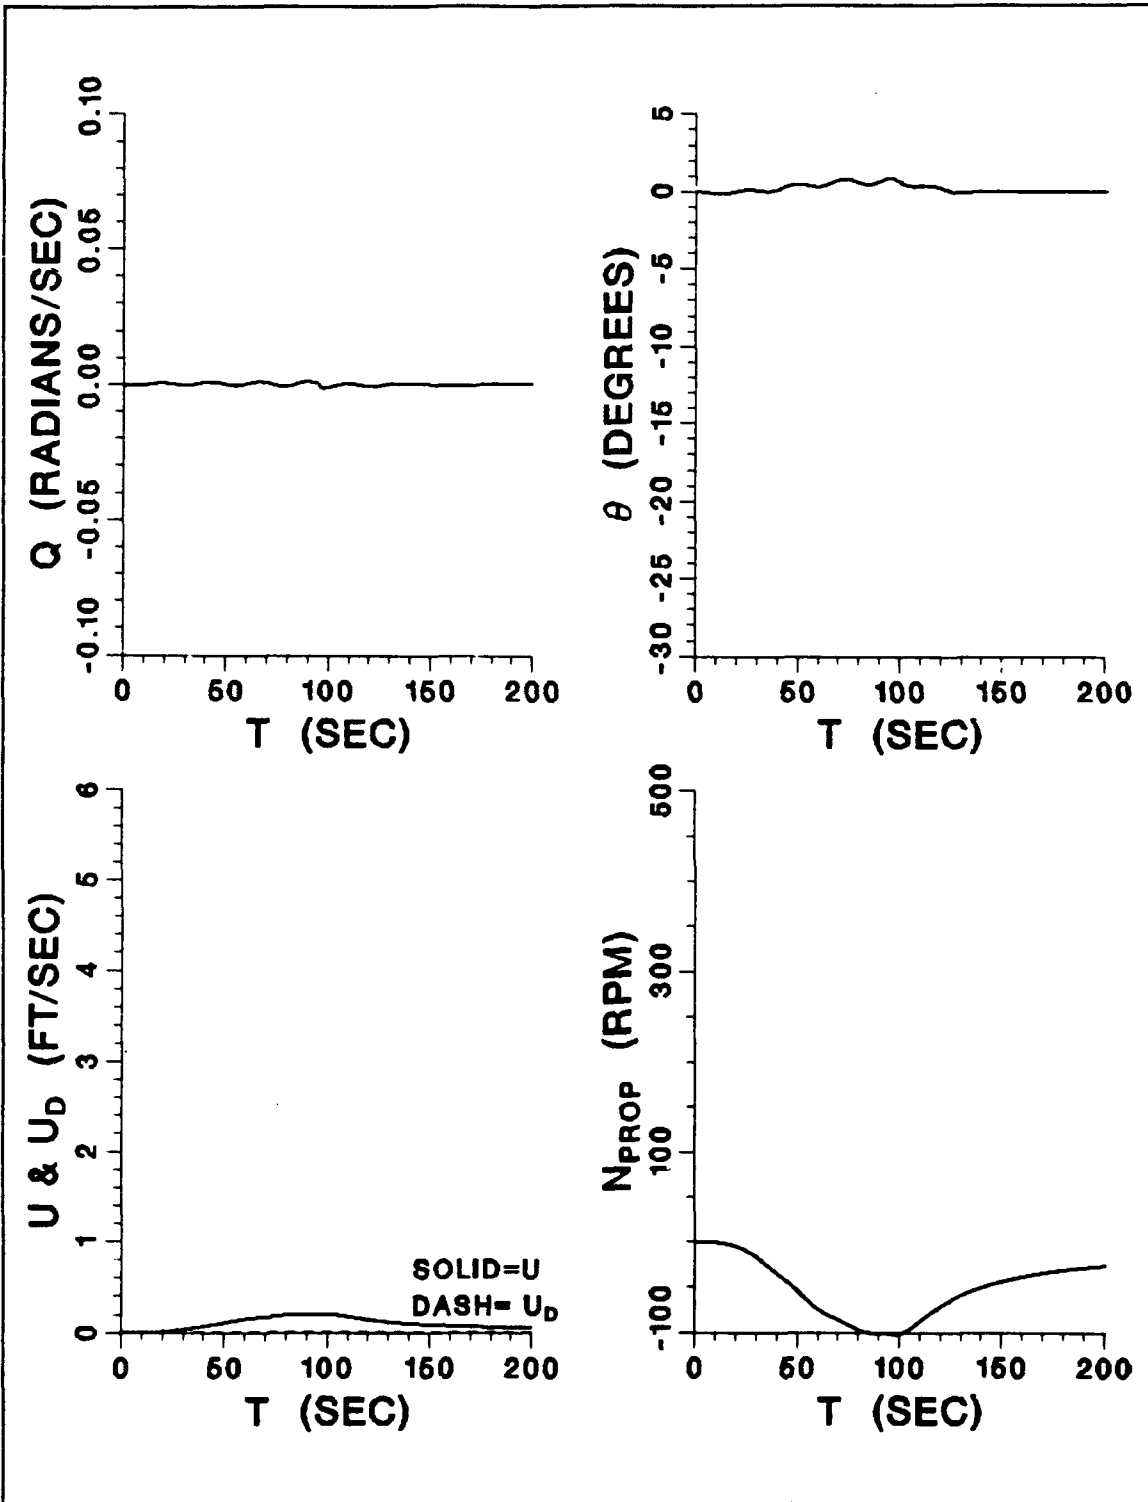 0.10
0.05
0.00
-0.05
-0.10
Q (RADIANS/SEC)
0 50 100 150 200
T (SEC)
5
0
-5
-10
-15
-20
-25
-30
θ (DEGREES)
0 50 100 150 200
T (SEC)
6
5
4
3
2
1
0
U & U_D (FT/SEC)
SOLID=U
DASH= U_D
0 50 100 150 200
T (SEC)
500
300
100
-100
N_PROP (RPM)
0 50 100 150 200
T (SEC)